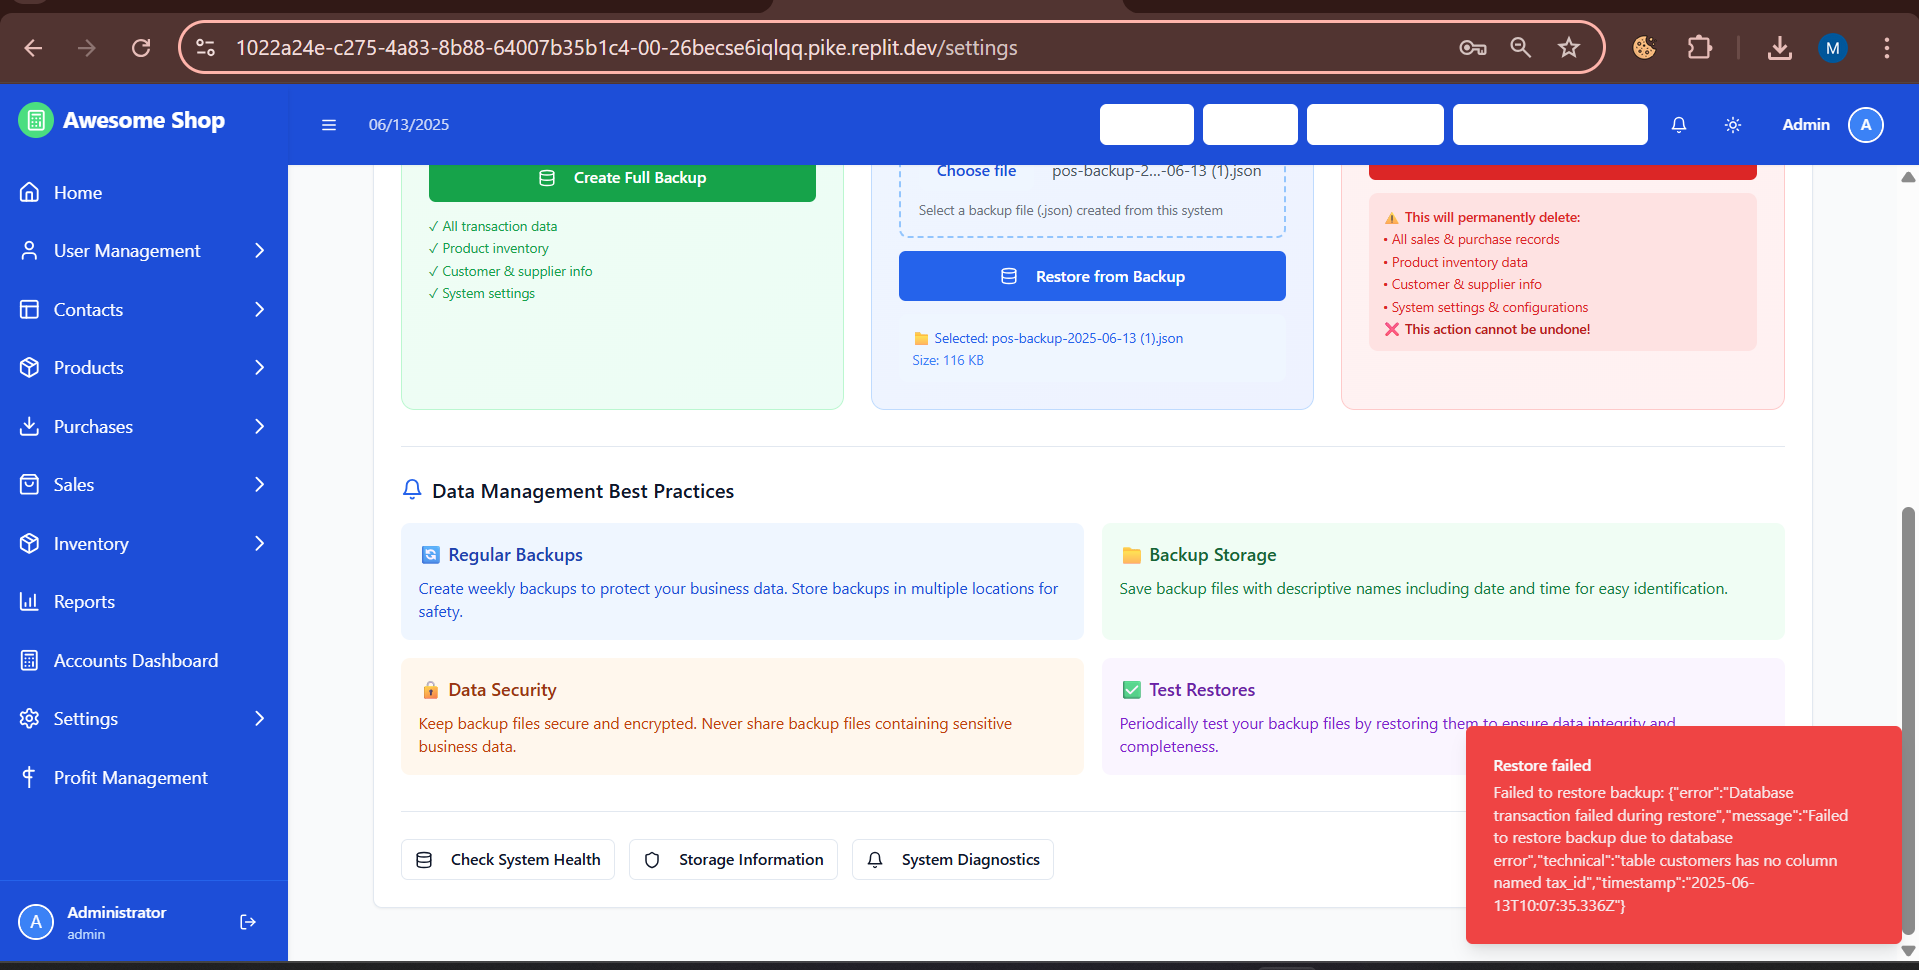 1022a24e-c275-4a83-8b88-64007b35b1c4-00-26becse6iqlqq.pike.replit.dev/settings
M
Awesome Shop
06/13/2025
Admin
A
Home
User Management
Contacts
Products
Purchases
Sales
Inventory
Reports
Accounts Dashboard
Settings
Profit Management
A
Administrator
admin
Create Full Backup
✓ All transaction data
✓ Product inventory
✓ Customer & supplier info
✓ System settings
Choose file pos-backup-2...-06-13 (1).json
Select a backup file (.json) created from this system
Restore from Backup
Selected: pos-backup-2025-06-13 (1).json
Size: 116 KB
This will permanently delete:
• All sales & purchase records
• Product inventory data
• Customer & supplier info
• System settings & configurations
This action cannot be undone!
Data Management Best Practices
Regular Backups
Create weekly backups to protect your business data. Store backups in multiple locations for
safety.
Backup Storage
Save backup files with descriptive names including date and time for easy identification.
Data Security
Keep backup files secure and encrypted. Never share backup files containing sensitive
business data.
Test Restores
Periodically test your backup files by restoring them to ensure data integrity and
completeness.
Check System Health
Storage Information
System Diagnostics
Restore failed
Failed to restore backup: {"error":"Database
transaction failed during restore","message":"Failed
to restore backup due to database
error","technical":"table customers has no column
named tax_id","timestamp":"2025-06-
13T10:07:35.336Z"}